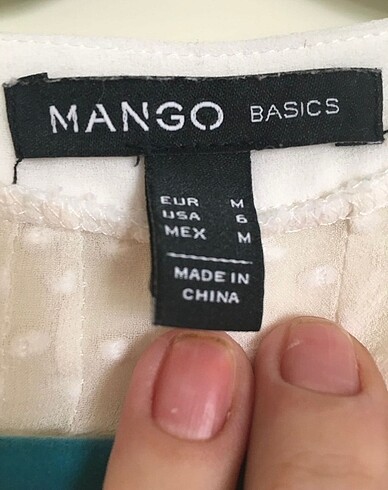 MANGO BASICS
EUR M
USA 6
MEX M
MADE IN
CHINA